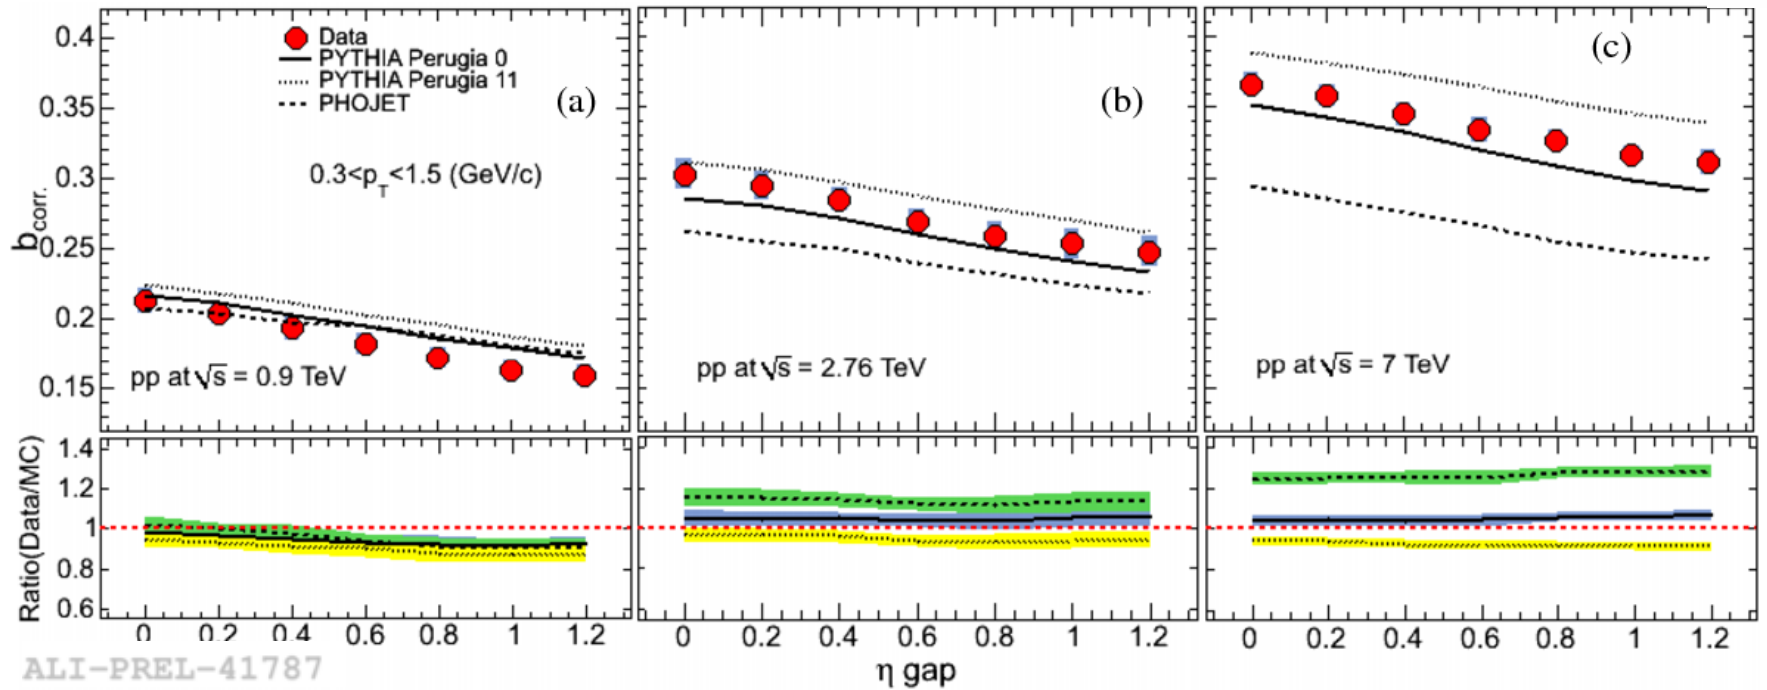 0.4
0.35
0.3
0.25
0.2
0.15
b corr.
Data
PYTHIA Perugia 0
PYTHIA Perugia 11
PHOJET
(a)
(b)
(c)
0.3<pT<1.5 (GeV/c)
pp at √s = 0.9 TeV
pp at √s = 2.76 TeV
pp at √s = 7 TeV
Ratio(Data/MC)
1.4
1.2
1
0.8
0.6
0 0.2 0.4 0.6 0.8 1 1.2
0 0.2 0.4 0.6 0.8 1 1.2
0 0.2 0.4 0.6 0.8 1 1.2
η gap
ALI-PREL-41787